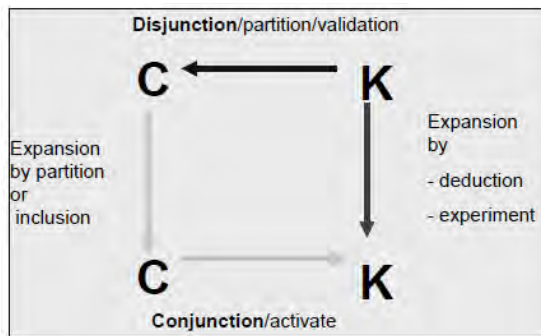 Disjunction/partition/validation
C
K
Expansion
by partition
or
inclusion
Expansion
by
- deduction
- experiment
C
K
Conjunction/activate